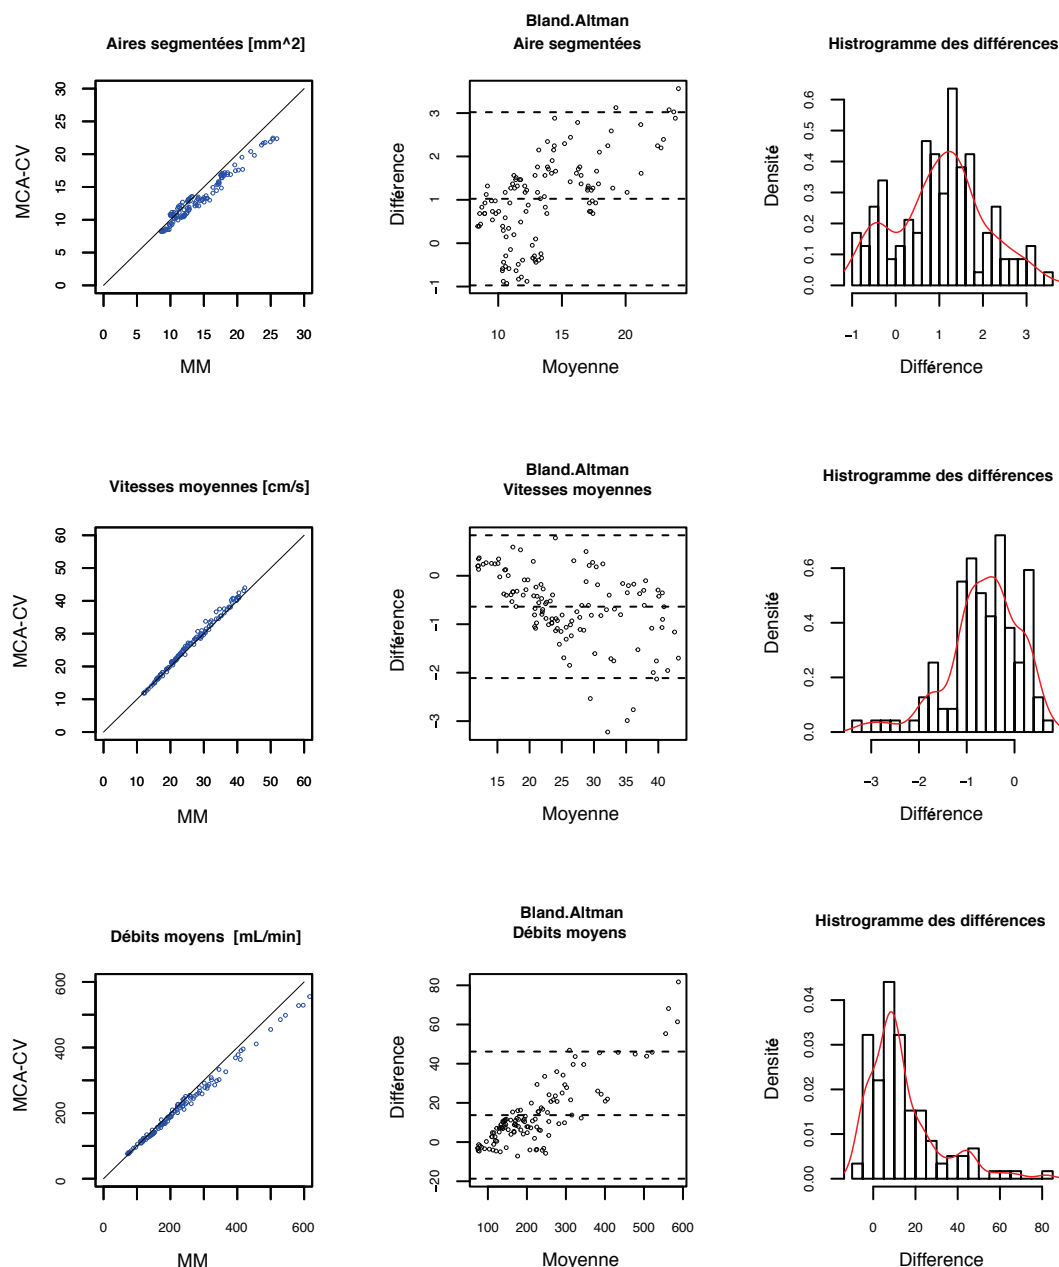 Bland.Altman
Aires segmentées [mm^2]
Aire segmentées
Histrogramme des différences
MCA-CV
0 5 10 15 20 25 30
0 5 10 15 20 25 30
MM
Différence
−1 0 1 2 3
10 15 20
Moyenne
Densité
0.0 0.1 0.2 0.3 0.4 0.5 0.6
−1 0 1 2 3
Différence
Vitesses moyennes [cm/s]
Bland.Altman
Vitesses moyennes
Histrogramme des différences
MCA-CV
0 10 20 30 40 50 60
0 10 20 30 40 50 60
MM
Différence
−3 −2 −1 0
15 20 25 30 35 40
Moyenne
Densité
0.0 0.2 0.4 0.6
−3 −2 −1 0
Différence
Débits moyens [mL/min]
Bland.Altman
Débits moyens
Histrogramme des différences
MCA-CV
0 200 400 600
0 200 400 600
MM
Différence
−20 0 20 40 60 80
100 200 300 400 500 600
Moyenne
Densité
0.00 0.01 0.02 0.03 0.04
0 20 40 60 80
Difference